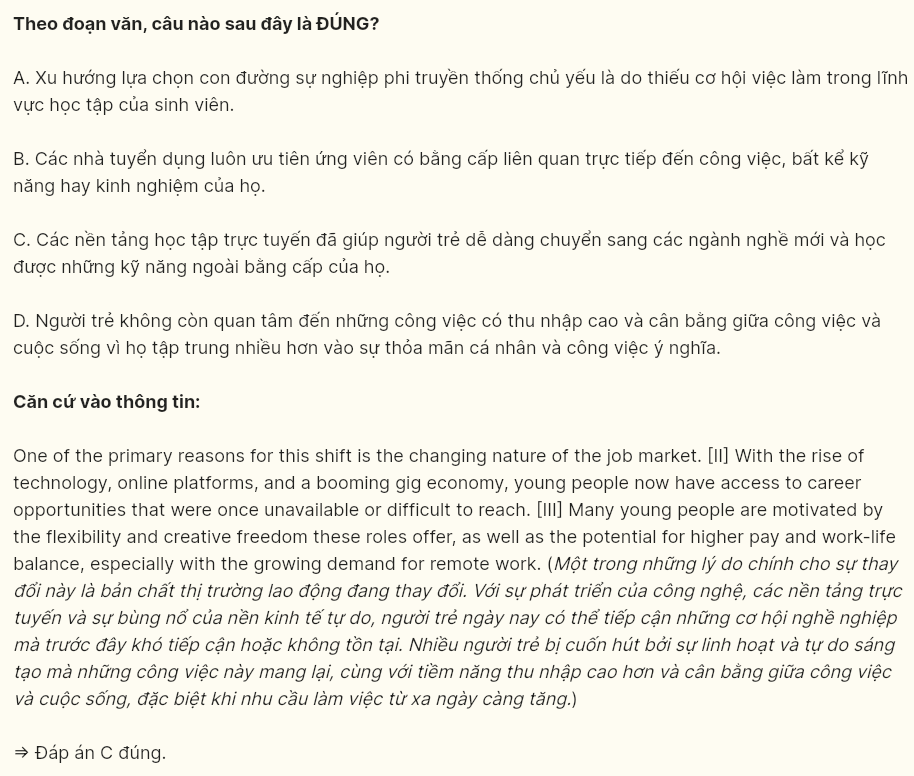 Theo đoạn văn, câu nào sau đây là ĐÚNG?
A. Xu hướng lựa chọn con đường sự nghiệp phi truyền thống chủ yếu là do thiếu cơ hội việc làm trong lĩnh
vực học tập của sinh viên.
B. Các nhà tuyển dụng luôn ưu tiên ứng viên có bằng cấp liên quan trực tiếp đến công việc, bất kể kỹ
năng hay kinh nghiệm của họ.
C. Các nền tảng học tập trực tuyến đã giúp người trẻ dễ dàng chuyển sang các ngành nghề mới và học
được những kỹ năng ngoài bằng cấp của họ.
D. Người trẻ không còn quan tâm đến những công việc có thu nhập cao và cân bằng giữa công việc và
cuộc sống vì họ tập trung nhiều hơn vào sự thỏa mãn cá nhân và công việc ý nghĩa.
Căn cứ vào thông tin:
One of the primary reasons for this shift is the changing nature of the job market. [II] With the rise of
technology, online platforms, and a booming gig economy, young people now have access to career
opportunities that were once unavailable or difficult to reach. [III] Many young people are motivated by
the flexibility and creative freedom these roles offer, as well as the potential for higher pay and work-life
balance, especially with the growing demand for remote work. (Một trong những lý do chính cho sự thay
đổi này là bản chất thị trường lao động đang thay đổi. Với sự phát triển của công nghệ, các nền tảng trực
tuyến và sự bùng nổ của nền kinh tế tự do, người trẻ ngày nay có thể tiếp cận những cơ hội nghề nghiệp
mà trước đây khó tiếp cận hoặc không tồn tại. Nhiều người trẻ bị cuốn hút bởi sự linh hoạt và tự do sáng
tạo mà những công việc này mang lại, cùng với tiềm năng thu nhập cao hơn và cân bằng giữa công việc
và cuộc sống, đặc biệt khi nhu cầu làm việc từ xa ngày càng tăng.)
⇒ Đáp án C đúng.